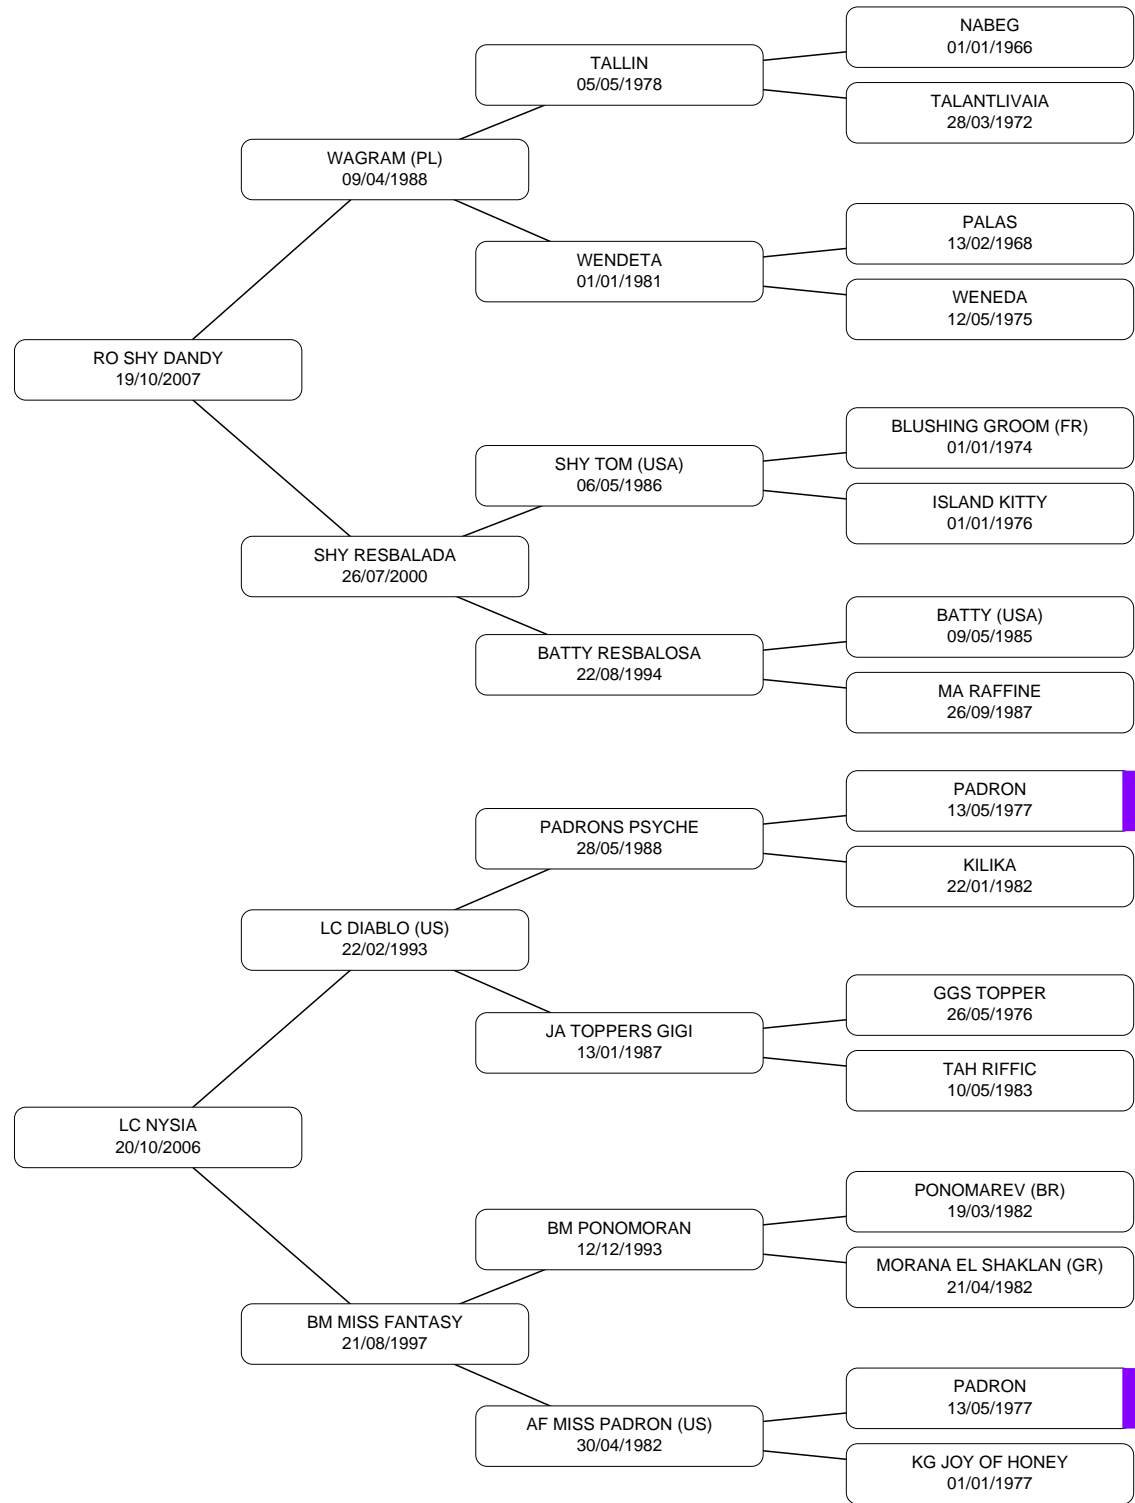 NABEG
01/01/1966
TALLIN
05/05/1978
TALANTLIVAIA
28/03/1972
WAGRAM (PL)
09/04/1988
PALAS
13/02/1968
WENDETA
01/01/1981
WENEDA
12/05/1975
RO SHY DANDY
19/10/2007
BLUSHING GROOM (FR)
01/01/1974
SHY TOM (USA)
06/05/1986
ISLAND KITTY
01/01/1976
SHY RESBALADA
26/07/2000
BATTY (USA)
09/05/1985
BATTY RESBALOSA
22/08/1994
MA RAFFINE
26/09/1987
PADRON
13/05/1977
PADRONS PSYCHE
28/05/1988
KILIKA
22/01/1982
LC DIABLO (US)
22/02/1993
GGS TOPPER
26/05/1976
JA TOPPERS GIGI
13/01/1987
TAH RIFFIC
10/05/1983
LC NYSIA
20/10/2006
PONOMAREV (BR)
19/03/1982
BM PONOMORAN
12/12/1993
MORANA EL SHAKLAN (GR)
21/04/1982
BM MISS FANTASY
21/08/1997
PADRON
13/05/1977
AF MISS PADRON (US)
30/04/1982
KG JOY OF HONEY
01/01/1977